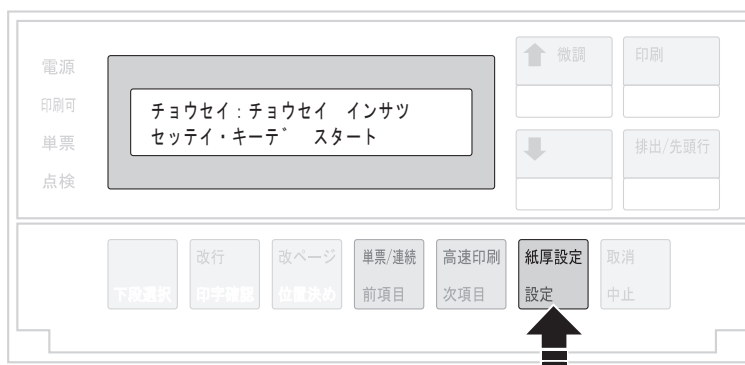 電源
印刷可
単票
点検
チョウセイ：チョウセイ　インサツ
セッテイ・キーデ゛　スタート
微調
印刷
排出/先頭行
下段選択
改行
印字確認
改ページ
位置決め
単票/連続
前項目
高速印刷
次項目
紙厚設定
設定
取消
中止